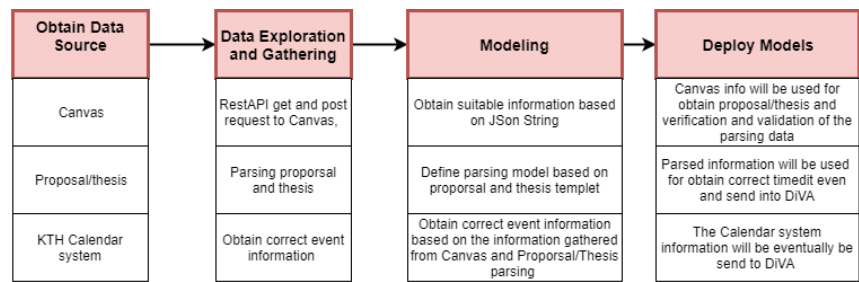 Obtain Data
Source
Data Exploration
and Gathering
Modeling
Deploy Models
Canvas
RestAPI get and post
request to Canvas,
Obtain suitable information based
on JSon String
Canvas info will be used for
obtain proposal/thesis and
verification and validation of the
parsing data
Proposal/thesis
Parsing proporsal
and thesis
Define parsing model based on
proporsal and thesis templet
Parsed information will be used
for obtain correct timedit even
and send into DiVA
KTH Calendar
system
Obtain correct event
information
Obtain correct event information
based on the information gathered
from Canvas and Proporsal/Thesis
parsing
The Calendar system
information will be eventually be
send to DiVA